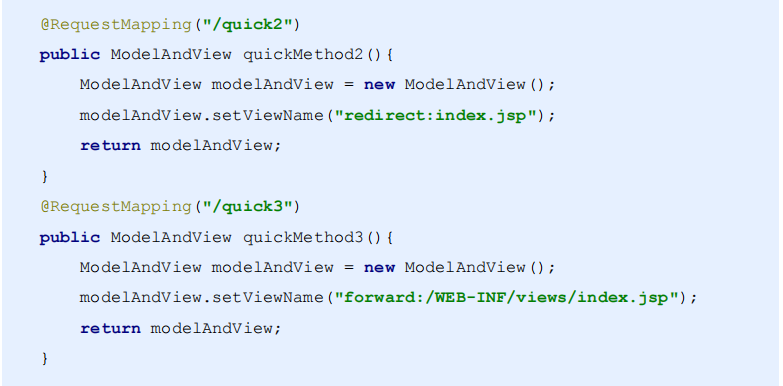 @RequestMapping("/quick2")
public ModelAndView quickMethod2(){
    ModelAndView modelAndView = new ModelAndView();
    modelAndView.setViewName("redirect:index.jsp");
    return modelAndView;
}
@RequestMapping("/quick3")
public ModelAndView quickMethod3(){
    ModelAndView modelAndView = new ModelAndView();
    modelAndView.setViewName("forward:/WEB-INF/views/index.jsp");
    return modelAndView;
}